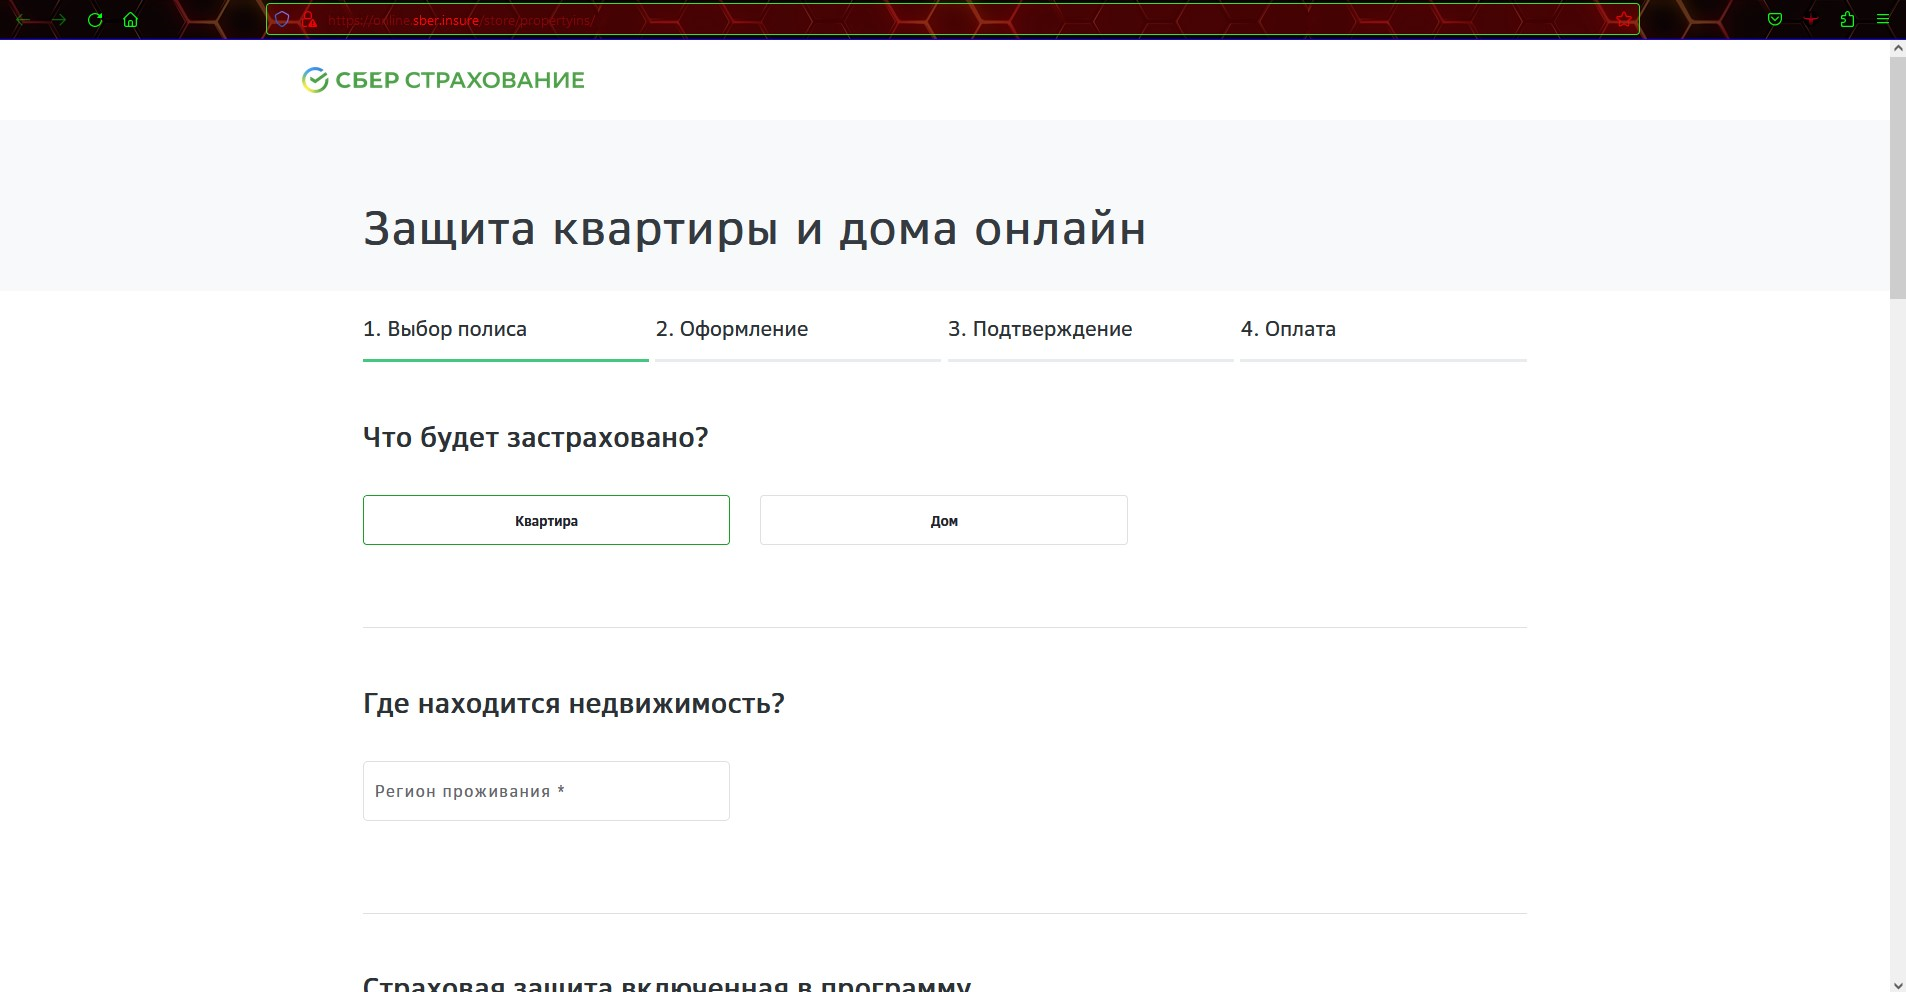 https://online.sber.insure/store/propertyins/
СБЕР СТРАХОВАНИЕ
Защита квартиры и дома онлайн
1. Выбор полиса
2. Оформление
3. Подтверждение
4. Оплата
Что будет застраховано?
Квартира
Дом
Где находится недвижимость?
Регион проживания *
Страховая защита включенная в программу